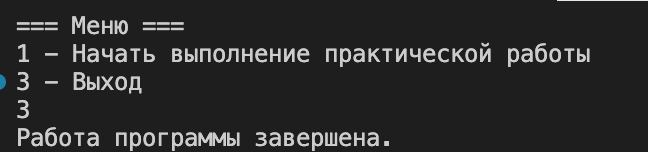 === Меню ===
1 - Начать выполнение практической работы
3 - Выход
3
Работа программы завершена.